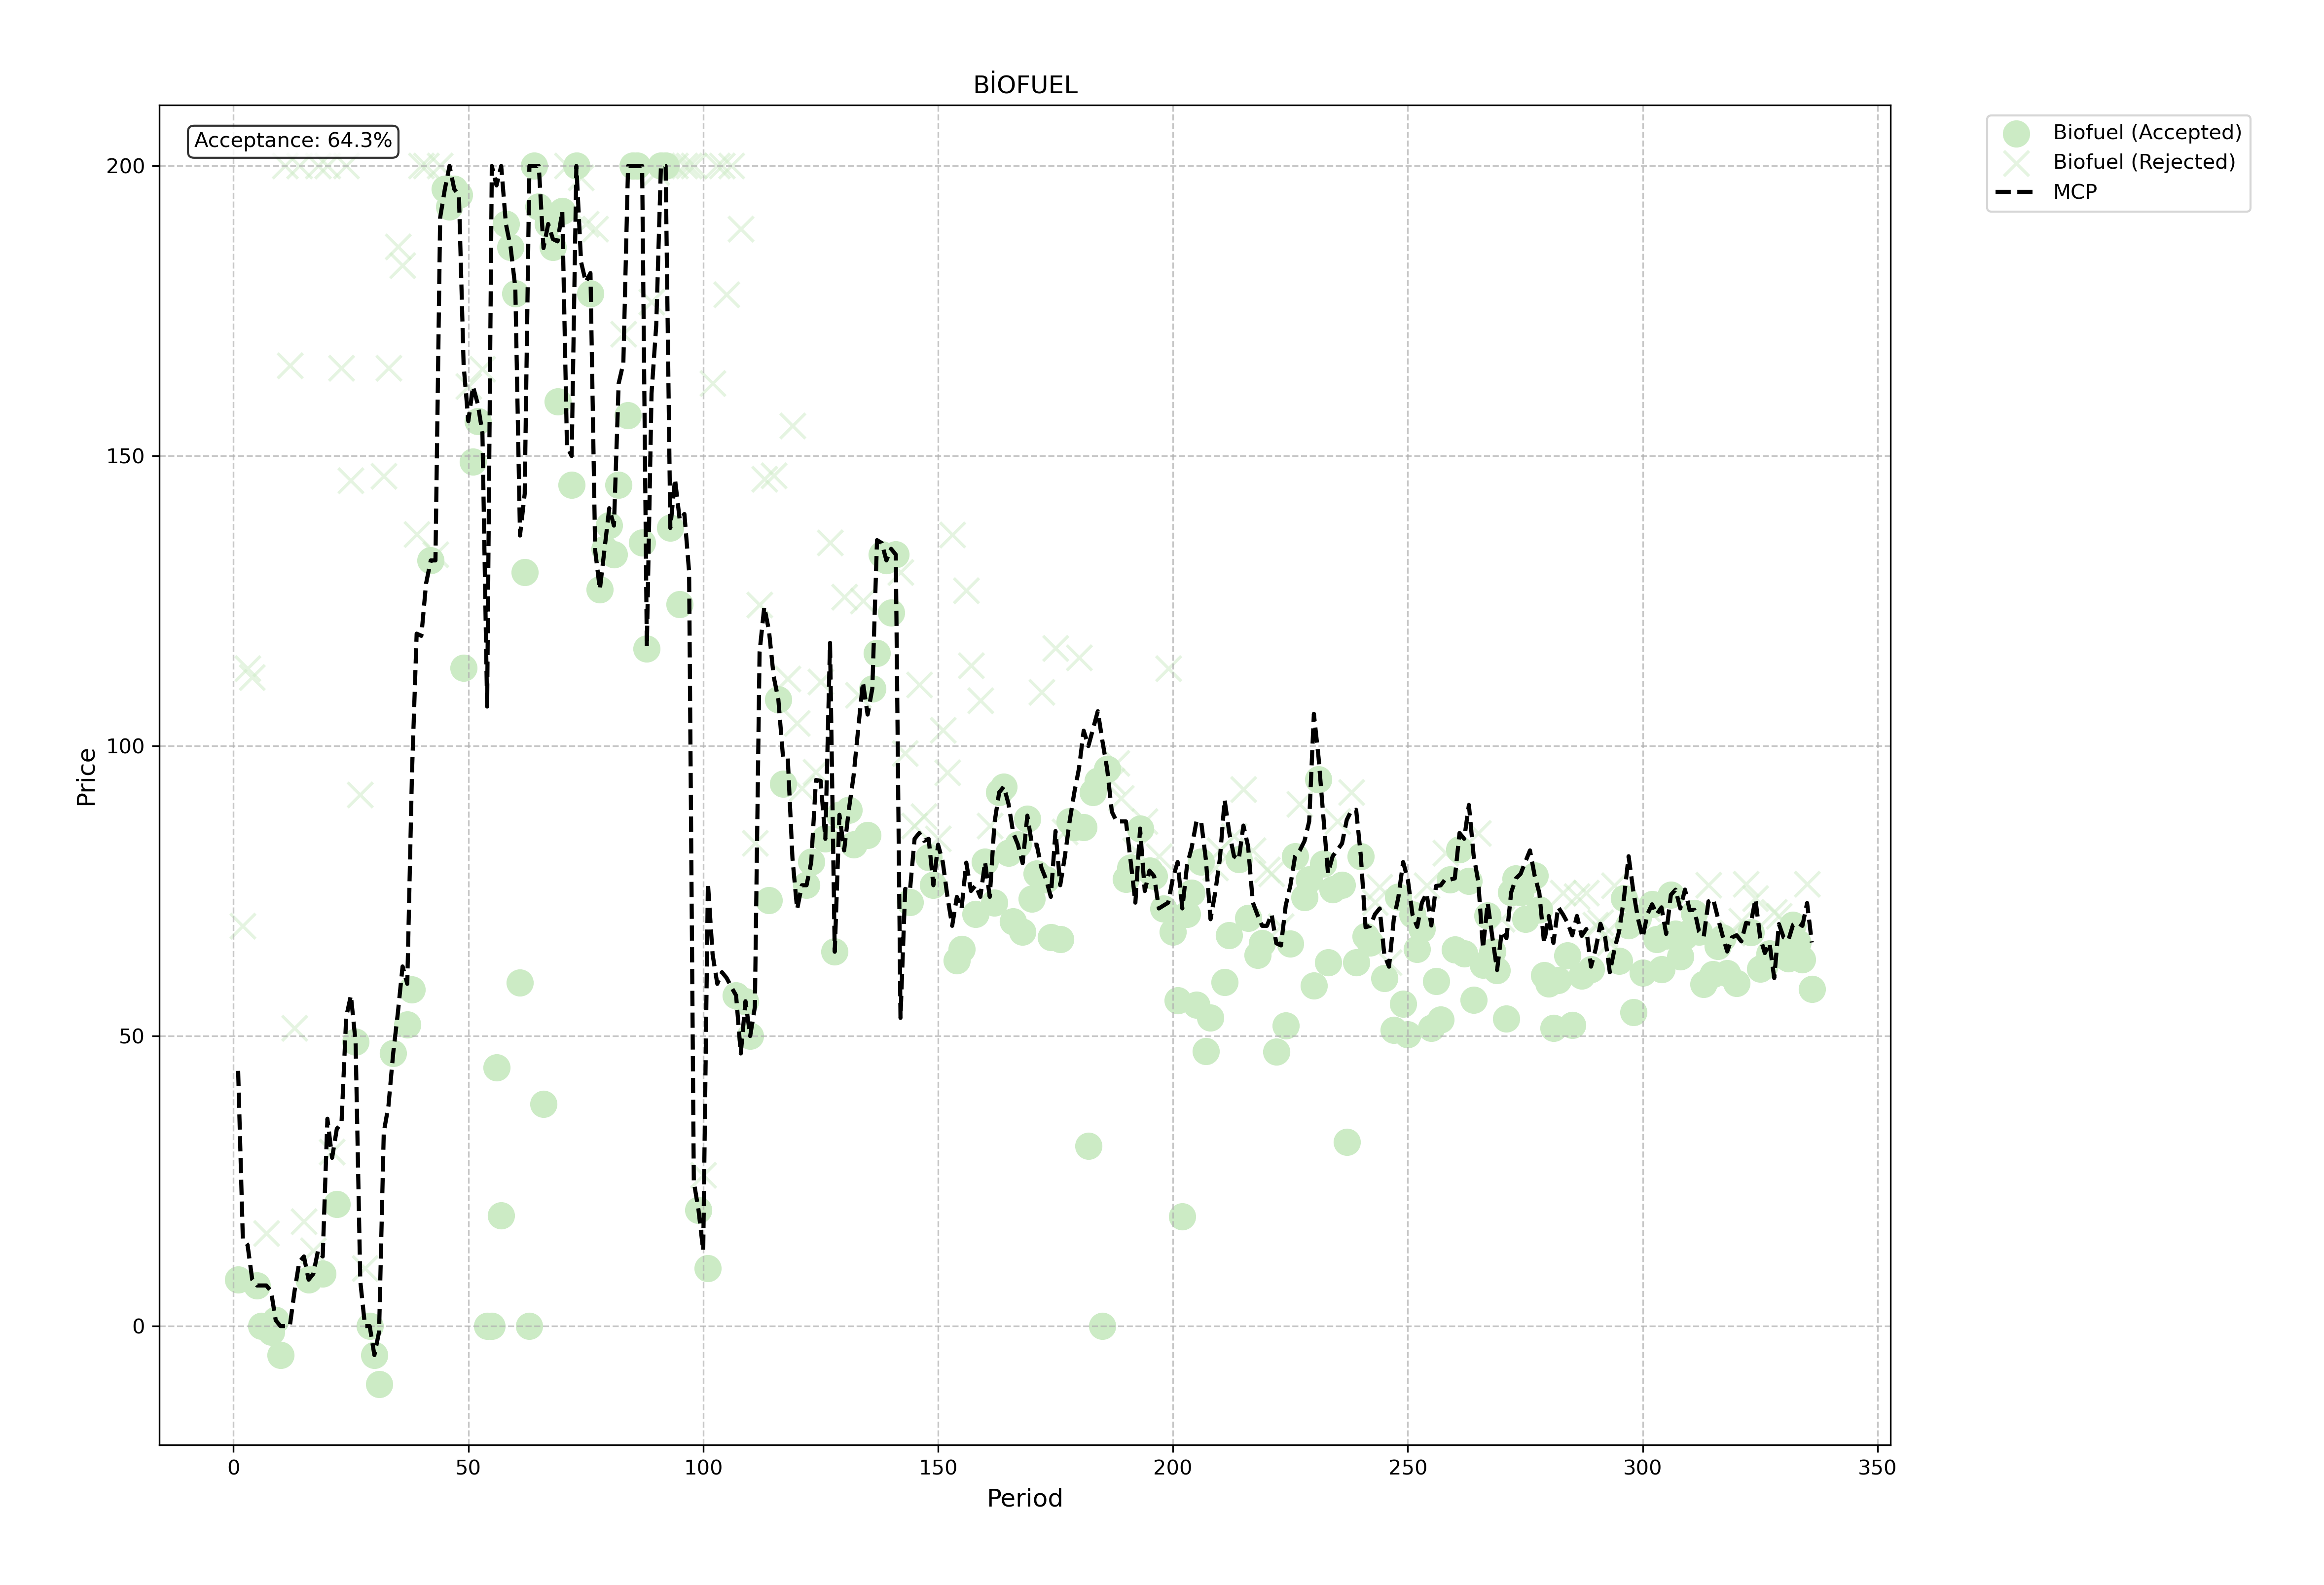 BİOFUEL
Acceptance: 64.3%
Biofuel (Accepted)
Biofuel (Rejected)
MCP
Price
200
150
100
50
0
0 50 100 150 200 250 300 350
Period